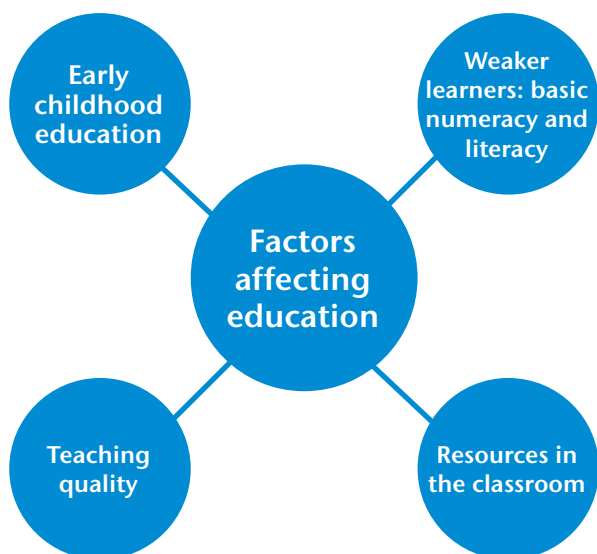 Early
childhood
education
Weaker
learners: basic
numeracy and
literacy
Factors
affecting
education
Teaching
quality
Resources in
the classroom